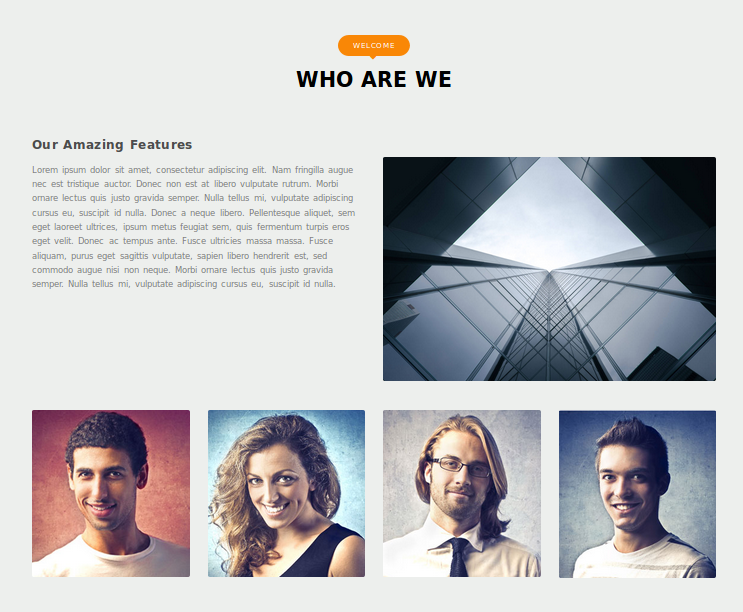 WELCOME
WHO ARE WE
Our Amazing Features
Lorem ipsum dolor sit amet, consectetur adipiscing elit. Nam fringilla augue
nec est tristique auctor. Donec non est at libero vulputate rutrum. Morbi
ornare lectus quis justo gravida semper. Nulla tellus mi, vulputate adipiscing
cursus eu, suscipit id nulla. Donec a neque libero. Pellentesque aliquet, sem
eget laoreet ultrices, ipsum metus feugiat sem, quis fermentum turpis eros
eget velit. Donec ac tempus ante. Fusce ultricies massa massa. Fusce
aliquam, purus eget sagittis vulputate, sapien libero hendrerit est, sed
commodo augue nisi non neque. Morbi ornare lectus quis justo gravida
semper. Nulla tellus mi, vulputate adipiscing cursus eu, suscipit id nulla.